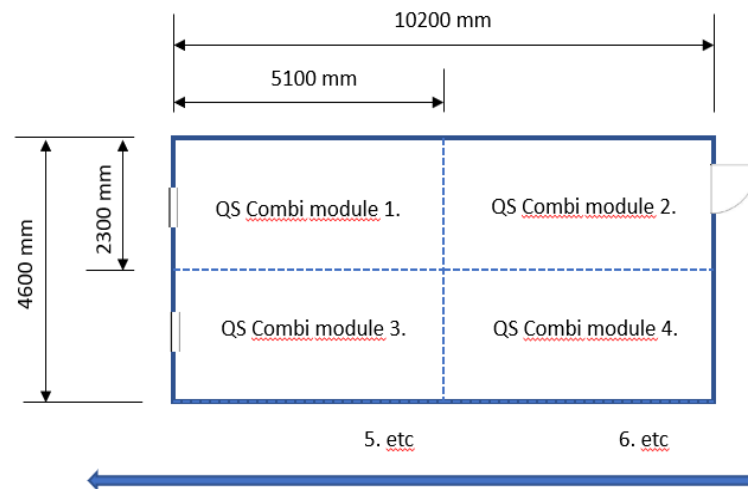 10200 mm
5100 mm
2300 mm
4600 mm
QS Combi module 1.
QS Combi module 2.
QS Combi module 3.
QS Combi module 4.
5. etc
6. etc